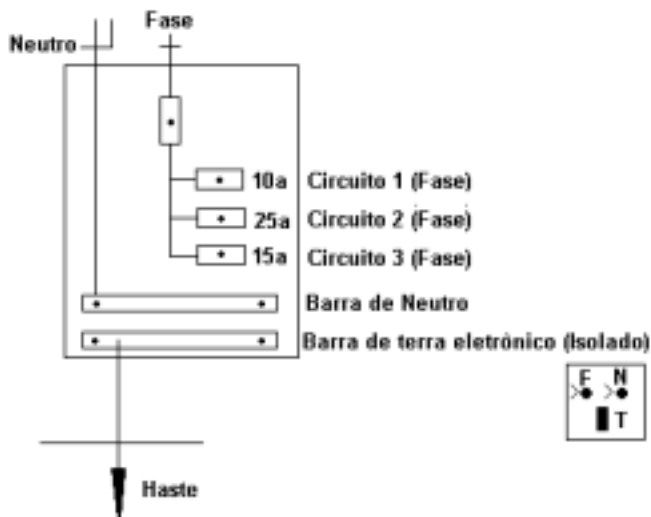 Fase
Neutro
10a Circuito 1 (Fase)
25a Circuito 2 (Fase)
15a Circuito 3 (Fase)
Barra de Neutro
Barra de terra eletrônico (Isolado)
F N
T
Haste